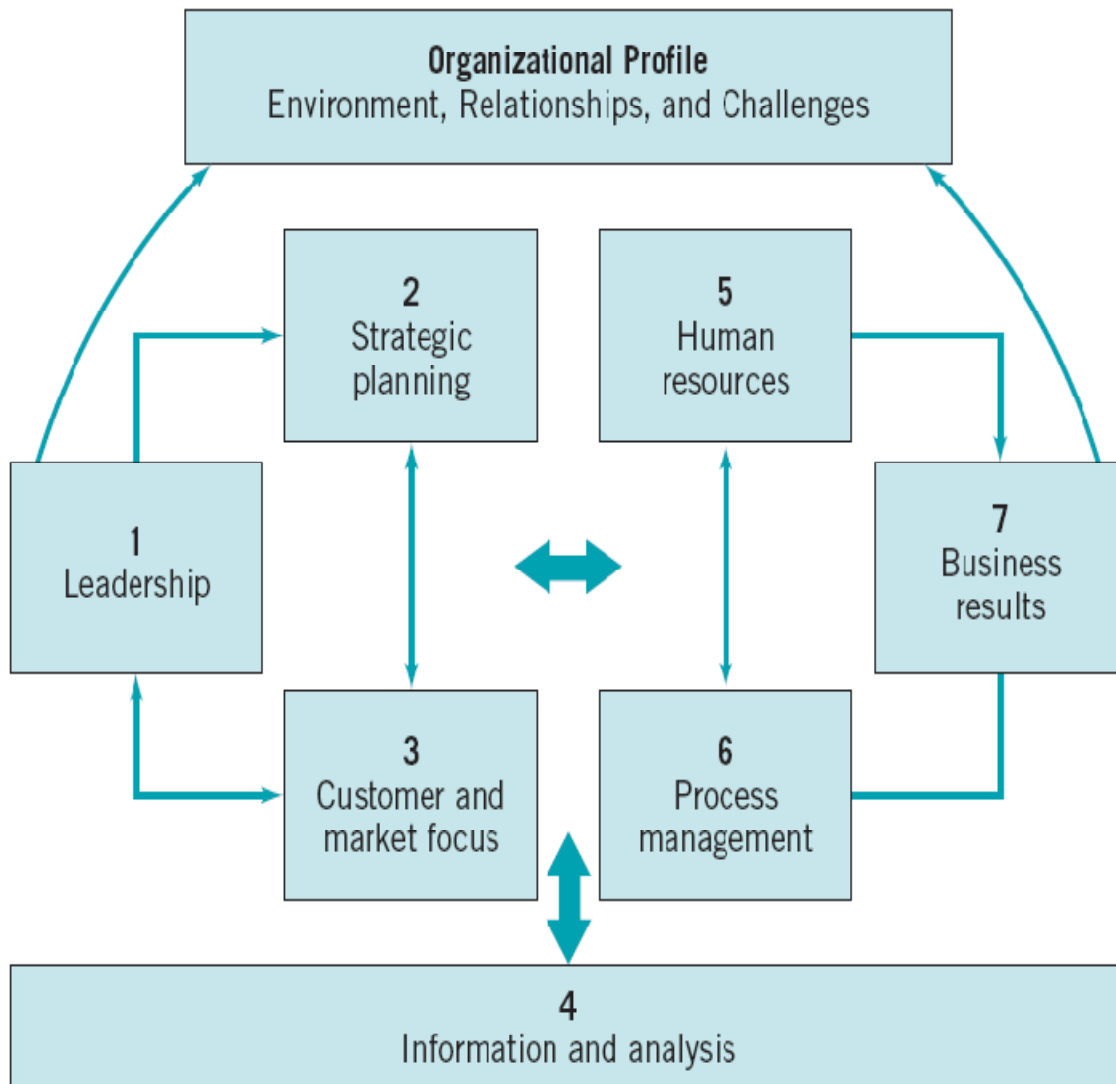 Organizational Profile
Environment, Relationships, and Challenges
2
Strategic
planning
5
Human
resources
1
Leadership
7
Business
results
3
Customer and
market focus
6
Process
management
4
Information and analysis